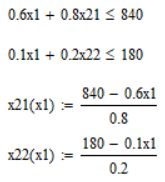 0.6x1 + 0.8x21 ≤ 840
0.1x1 + 0.2x22 ≤ 180
x21(x1) := (840 − 0.6x1) / 0.8
x22(x1) := (180 − 0.1x1) / 0.2